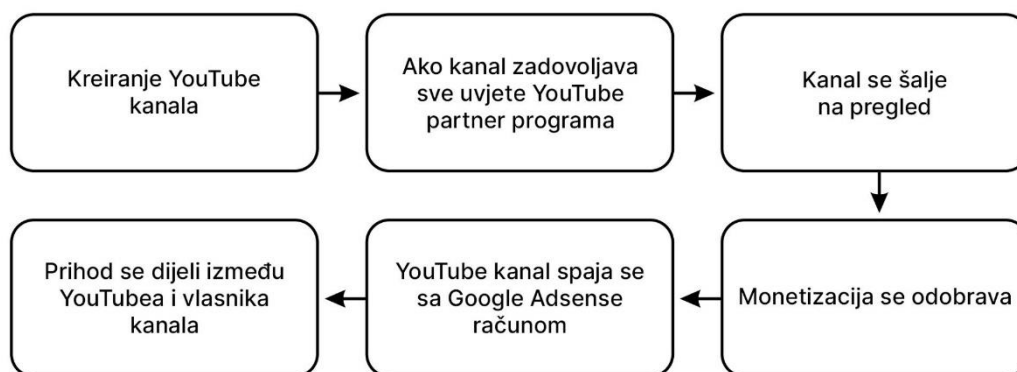 Kreiranje YouTube
kanala
Ako kanal zadovoljava
sve uvjete YouTube
partner programa
Kanal se šalje
na pregled
Monetizacija se odobrava
YouTube kanal spaja se
sa Google Adsense
računom
Prihod se dijeli između
YouTubea i vlasnika
kanala